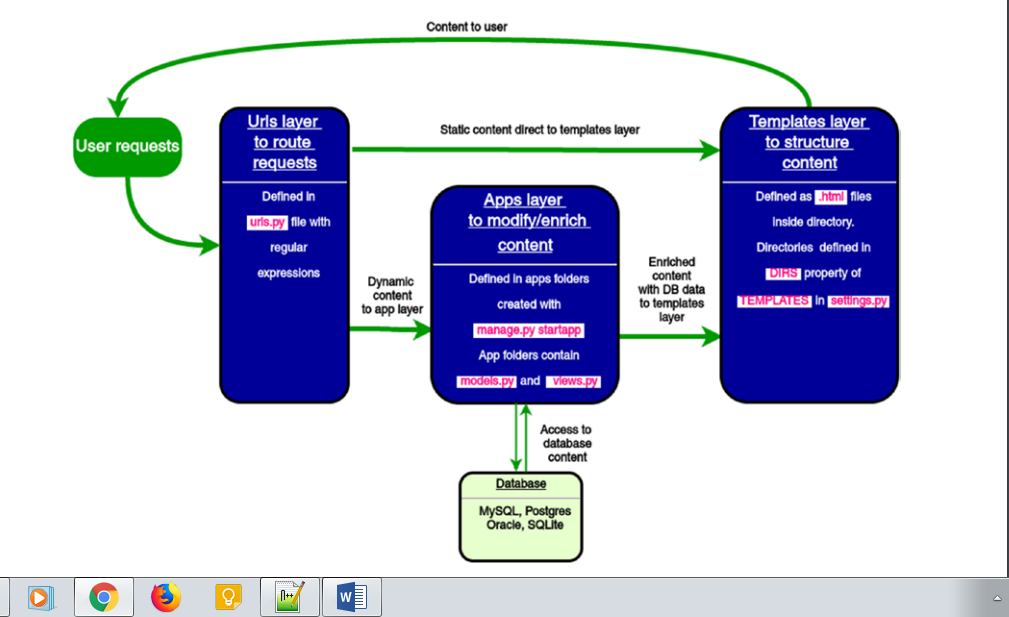 Content to user
User requests
Urls layer
to route
requests
Defined in
urls.py file with
regular
expressions
Static content direct to templates layer
Dynamic
content
to app layer
Apps layer
to modify/enrich
content
Defined in apps folders
created with
manage.py startapp
App folders contain
models.py and views.py
Enriched
content
with DB data
to templates
layer
Templates layer
to structure
content
Defined as .html files
inside directory.
Directories defined in
DIRS property of
TEMPLATES in settings.py
Access to
database
content
Database
MySQL, Postgres
Oracle, SQLite
n++
W